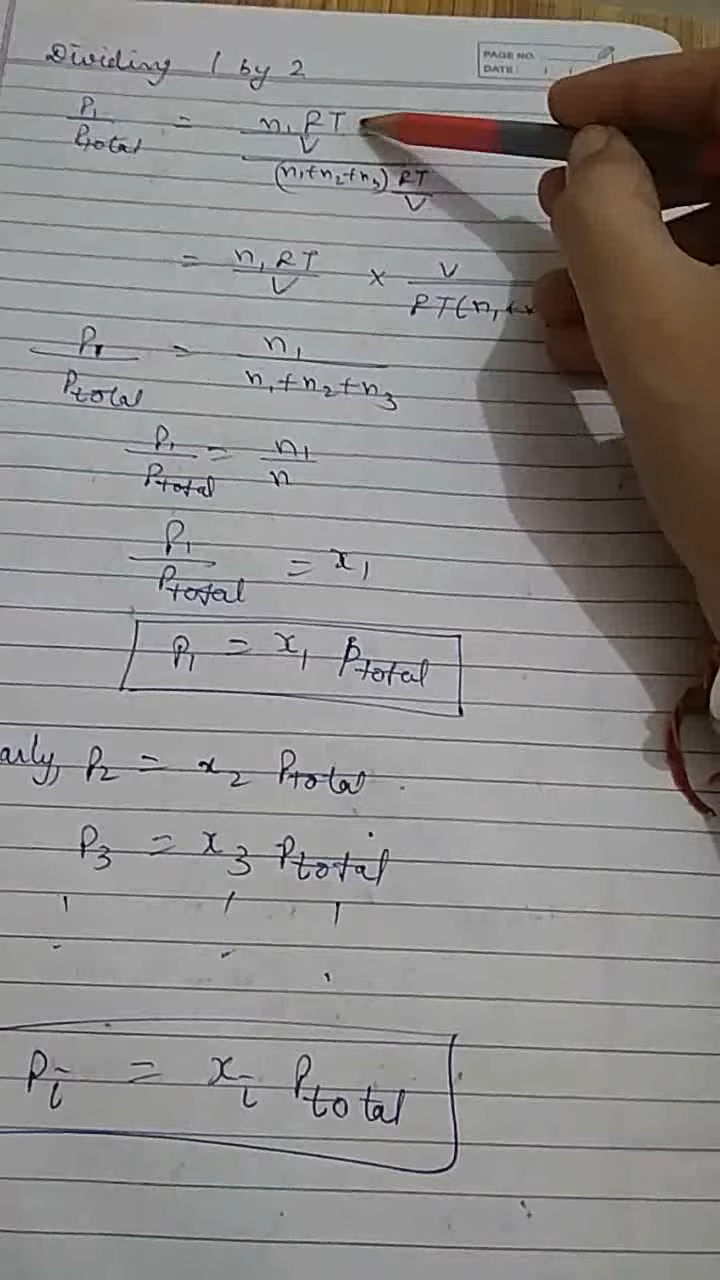 Dividing 1 by 2
PAGE NO.
DATE:
P₁/Ptotal = (n₁RT/V)/((n₁+n₂+n₃) RT/V)
= n₁RT/V × V/RT(n₁+
P₁/Ptotal = n₁/(n₁+n₂+n₃)
P₁/Ptotal = n₁/n
P₁/Ptotal = x₁
P₁ = x₁ Ptotal
arly, P₂ = x₂ Ptotal.
P₃ = x₃ Ptotal
Pᵢ = xᵢ Ptotal